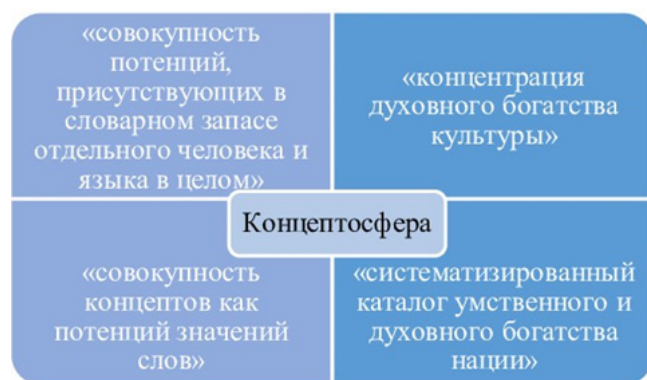 «совокупность
потенций,
присутствующих в
словарном запасе
отдельного человека и
языка в целом»
«концентрация
духовного богатства
культуры»
Концептосфера
«совокупность
концептов как
потенций значений
слов»
«систематизированный
каталог умственного и
духовного богатства
нации»